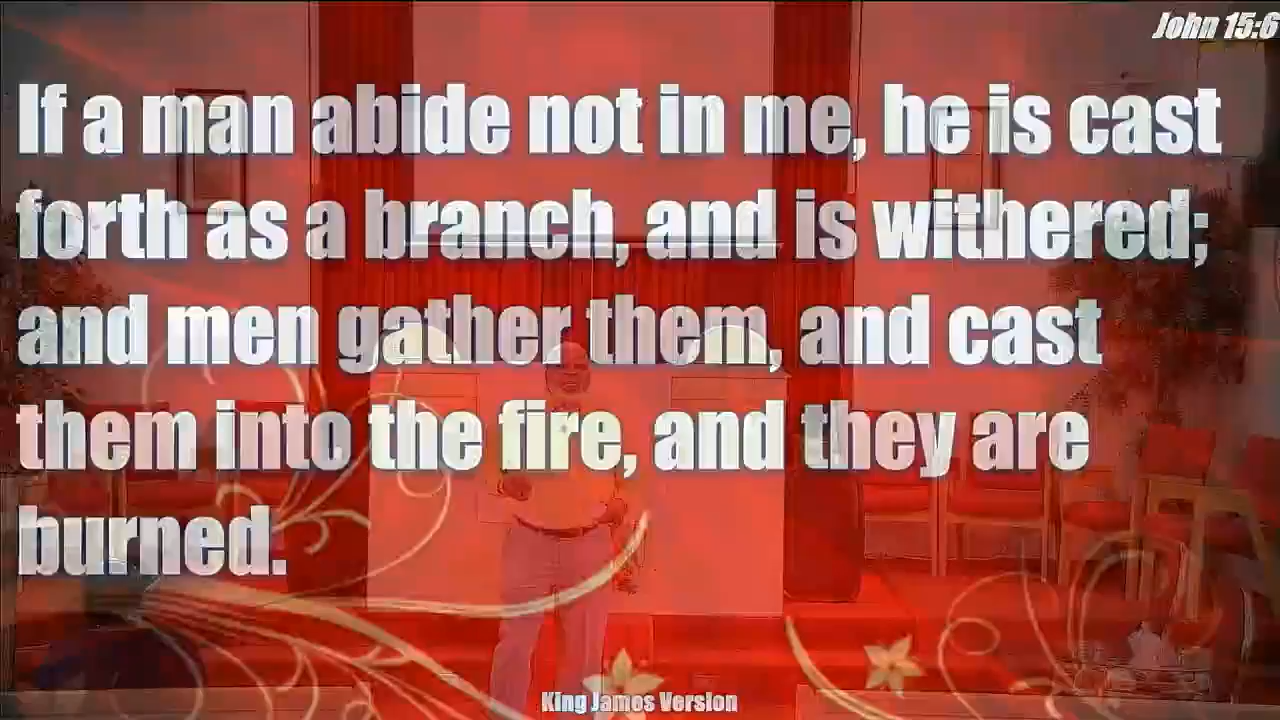 John 15:6
If a man abide not in me, he is cast
forth as a branch, and is withered;
and men gather them, and cast
them into the fire, and they are
burned.
King James Version